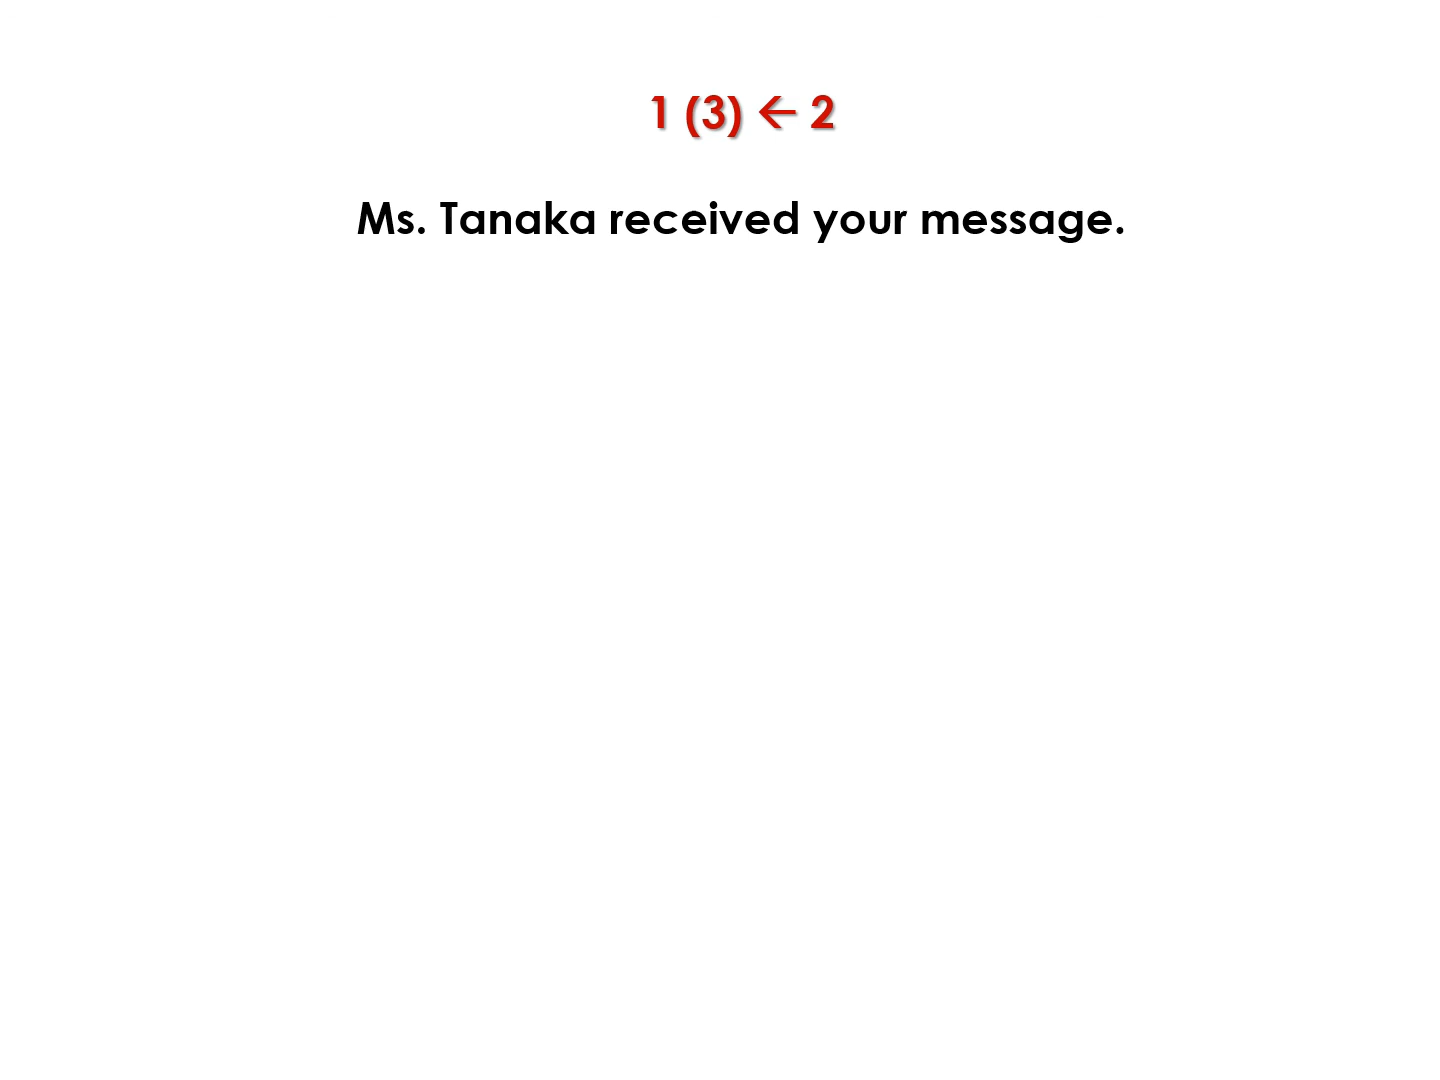 1 (3) ← 2
Ms. Tanaka received your message.